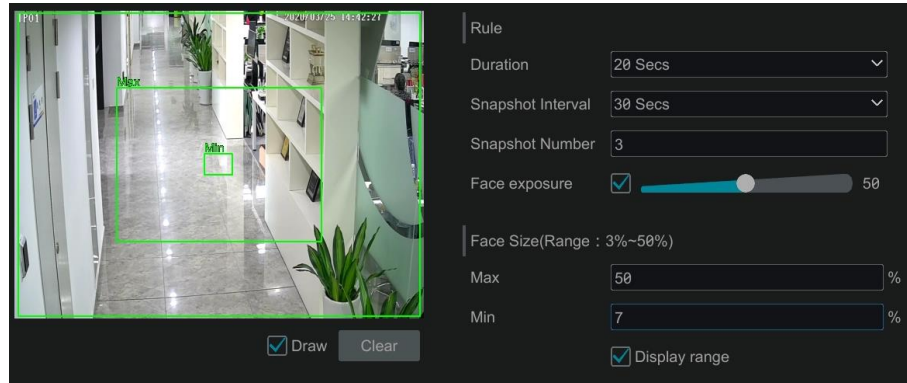 IP01
2020/03/25 14:42:27
Max
Min
Draw
Clear
Rule
Duration
20 Secs
Snapshot Interval
30 Secs
Snapshot Number
3
Face exposure
50
Face Size(Range : 3%~50%)
Max
50
%
Min
7
%
Display range